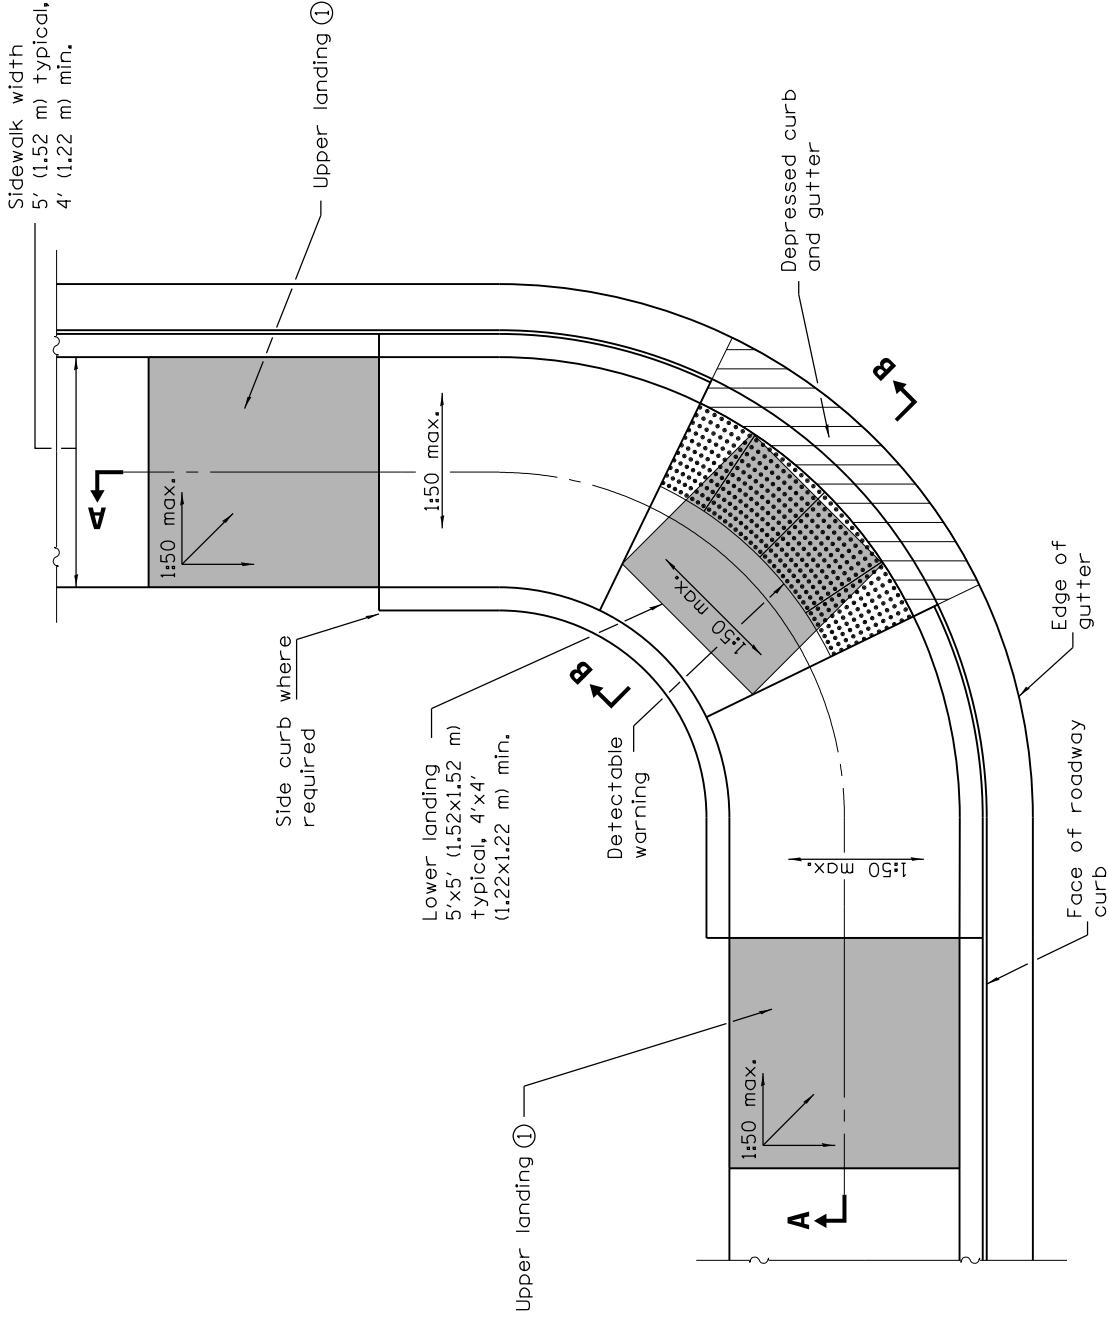 Sidewalk width
5' (1.52 m) typical,
4' (1.22 m) min.
Upper landing ①
Depressed curb
and gutter
A
1:50 max.
1:50 max.
B
Side curb where
required
B
1:50 max.
Lower landing
5'x5' (1.52x1.52 m)
typical, 4'x4'
(1.22x1.22 m) min.
Detectable
warning
Edge of
gutter
1:50 max.
Face of roadway
curb
Upper landing ①
1:50 max.
A